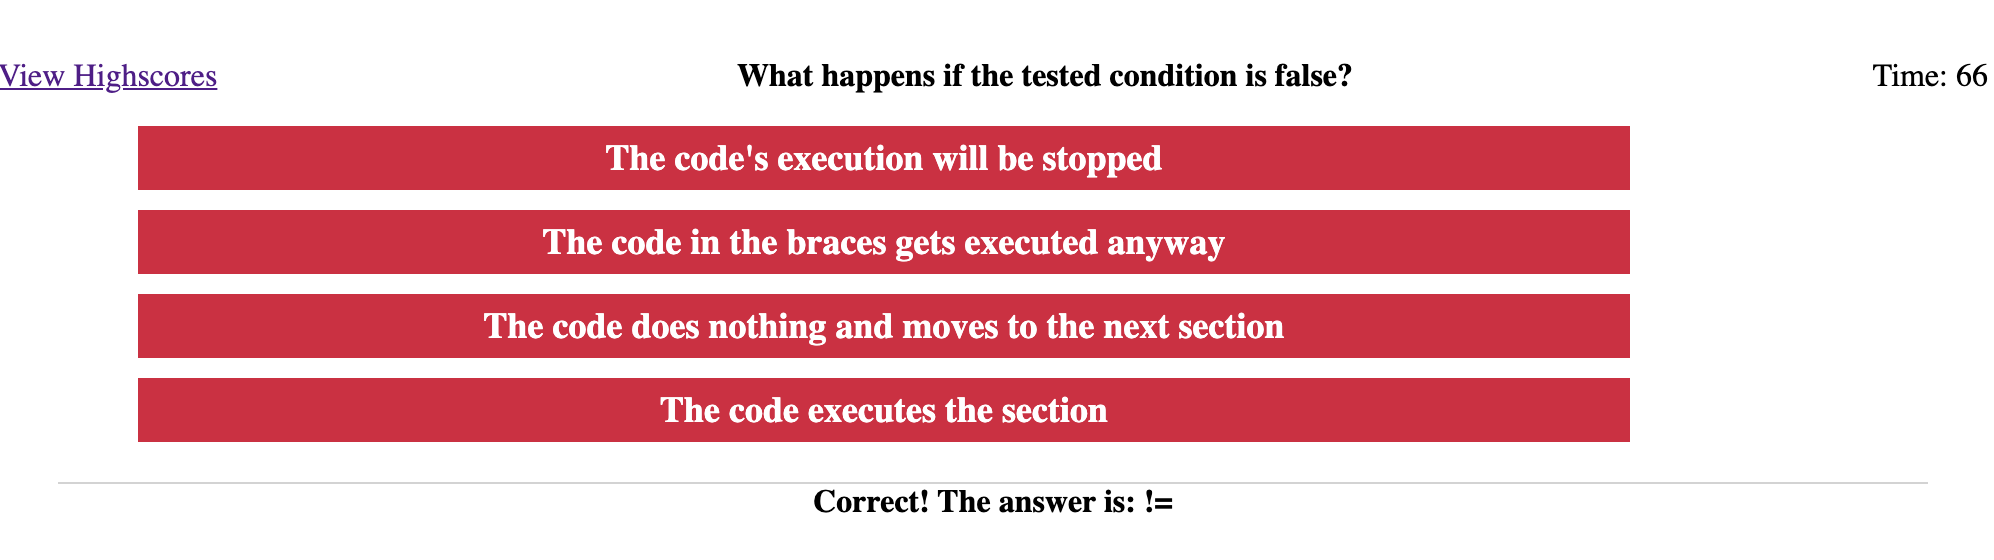 View Highscores
What happens if the tested condition is false?
Time: 66
The code's execution will be stopped
The code in the braces gets executed anyway
The code does nothing and moves to the next section
The code executes the section
Correct! The answer is: !=